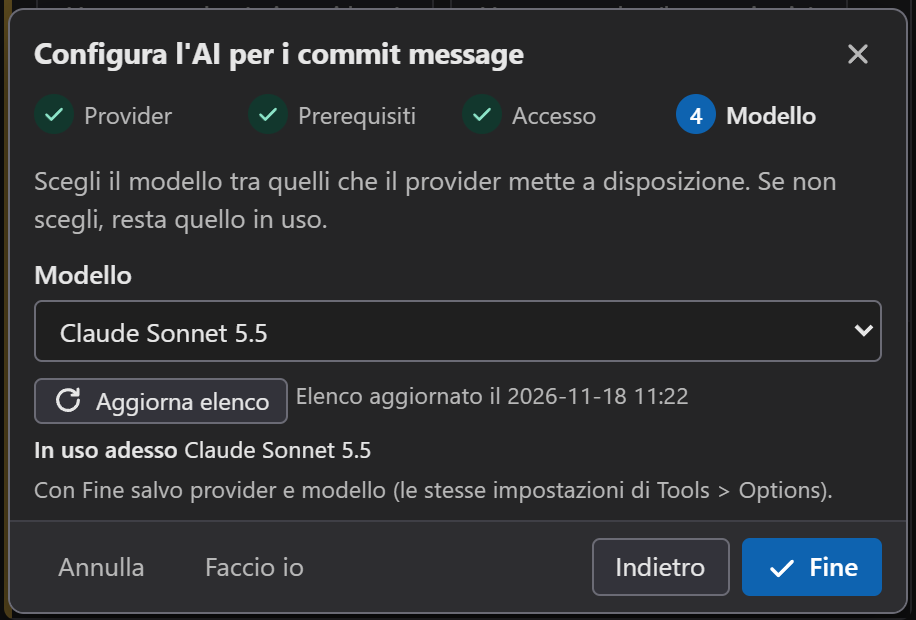 Configura l'AI per i commit message
Provider
Prerequisiti
Accesso
4 Modello
Scegli il modello tra quelli che il provider mette a disposizione. Se non
scegli, resta quello in uso.
Modello
Claude Sonnet 5.5
Aggiorna elenco
Elenco aggiornato il 2026-11-18 11:22
In uso adesso Claude Sonnet 5.5
Con Fine salvo provider e modello (le stesse impostazioni di Tools > Options).
Annulla
Faccio io
Indietro
Fine